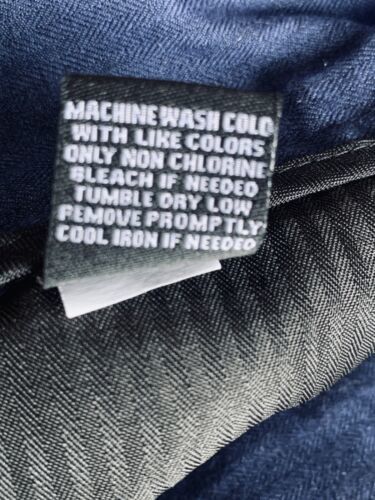 MACHINE WASH COLD
WITH LIKE COLORS
ONLY NON CHLORINE
BLEACH IF NEEDED
TUMBLE DRY LOW
REMOVE PROMPTLY
COOL IRON IF NEEDED